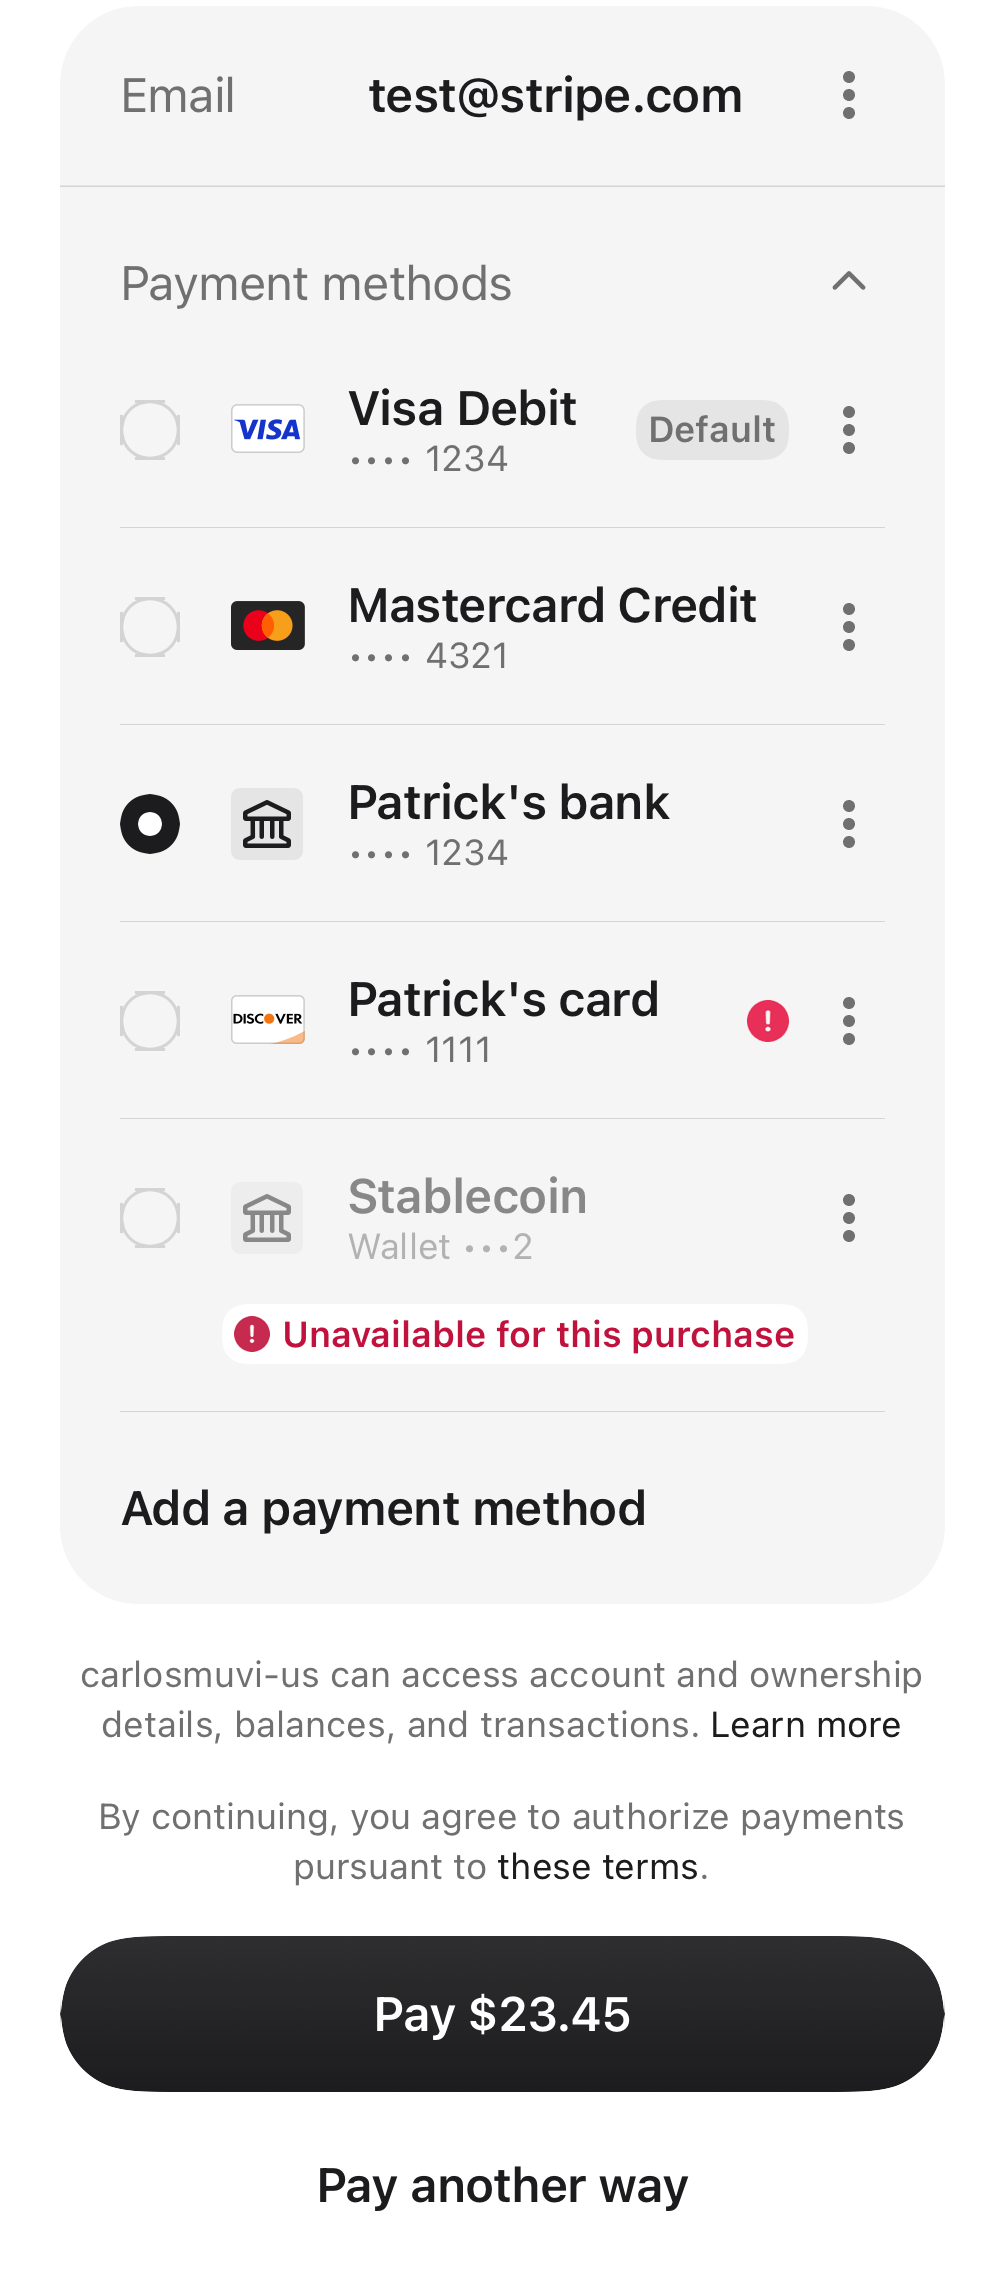 Email test@stripe.com
Payment methods
VISA Visa Debit Default
•••• 1234
Mastercard Credit
•••• 4321
Patrick's bank
•••• 1234
DISCOVER Patrick's card !
•••• 1111
Stablecoin
Wallet •••2
! Unavailable for this purchase
Add a payment method
carlosmuvi-us can access account and ownership
details, balances, and transactions. Learn more
By continuing, you agree to authorize payments
pursuant to these terms.
Pay $23.45
Pay another way